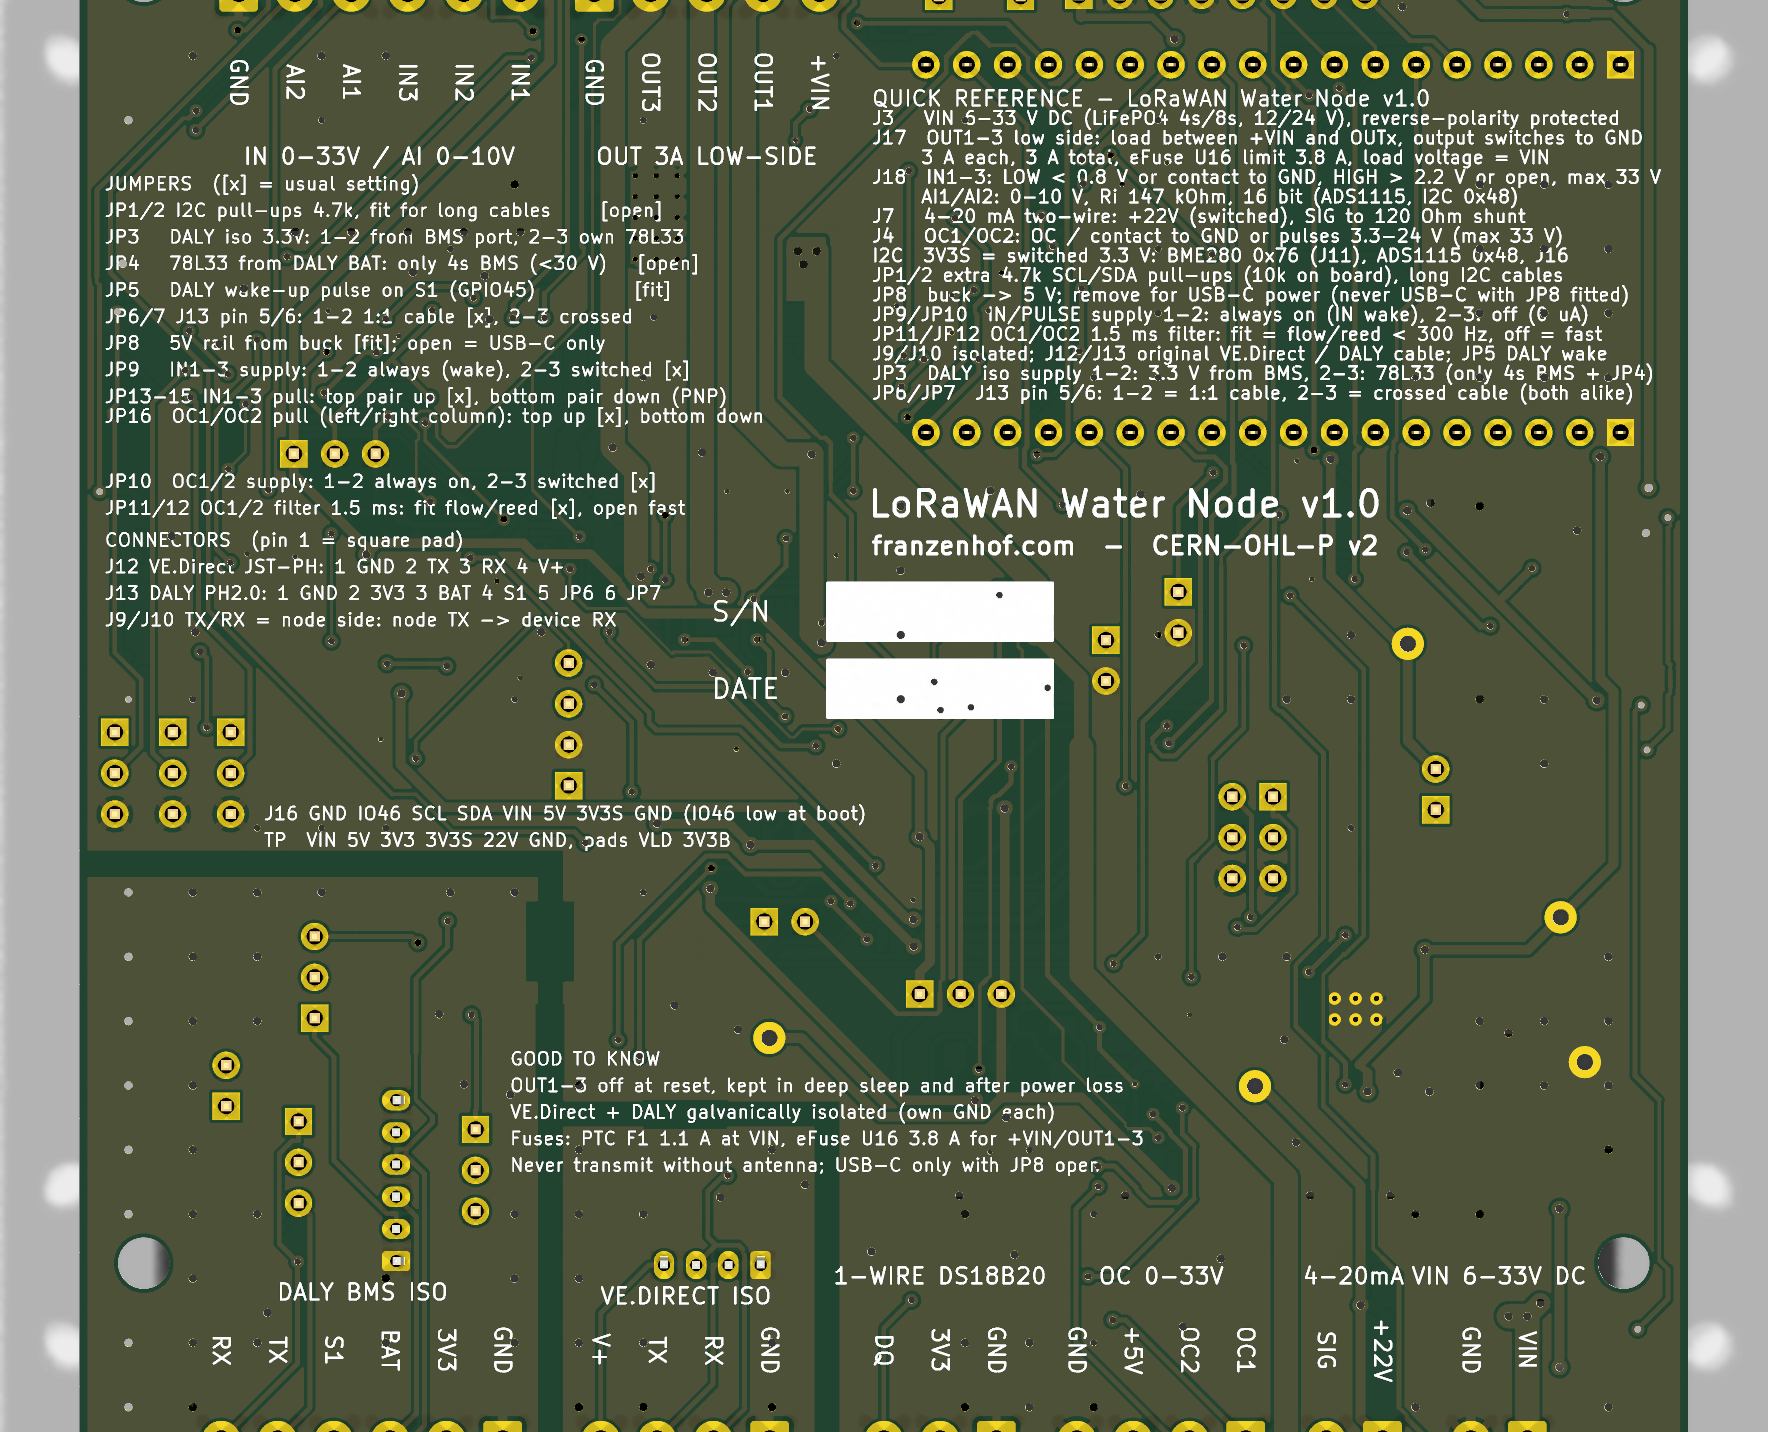 GND AI2 AI1 IN3 IN2 IN1 GND OUT3 OUT2 OUT1 +VIN
IN 0-33V / AI 0-10V
OUT 3A LOW-SIDE
JUMPERS ([x] = usual setting)
JP1/2 I2C pull-ups 4.7k, fit for long cables [open]
JP3 DALY iso 3.3V: 1-2 from BMS port, 2-3 own 78L33
JP4 78L33 from DALY BAT: only 4s BMS (<30 V) [open]
JP5 DALY wake-up pulse on S1 (GPIO45) [fit]
JP6/7 J13 pin 5/6: 1-2 1:1 cable [x], 2-3 crossed
JP8 5V rail from buck [fit]; open = USB-C only
JP9 IN1-3 supply: 1-2 always (wake), 2-3 switched [x]
JP13-15 IN1-3 pull: top pair up [x], bottom pair down (PNP)
JP16 OC1/OC2 pull (left/right column): top up [x], bottom down
JP10 OC1/2 supply: 1-2 always on, 2-3 switched [x]
JP11/12 OC1/2 filter 1.5 ms: fit flow/reed [x], open fast
CONNECTORS (pin 1 = square pad)
J12 VE.Direct JST-PH: 1 GND 2 TX 3 RX 4 V+
J13 DALY PH2.0: 1 GND 2 3V3 3 BAT 4 S1 5 JP6 6 JP7
J9/J10 TX/RX = node side: node TX -> device RX
QUICK REFERENCE - LoRaWAN Water Node v1.0
J3 VIN 6-33 V DC (LiFePO4 4s/8s, 12/24 V), reverse-polarity protected
J17 OUT1-3 low side: load between +VIN and OUTx, output switches to GND
3 A each, 3 A total, eFuse U16 limit 3.8 A, load voltage = VIN
J18 IN1-3: LOW < 0.8 V or contact to GND, HIGH > 2.2 V or open, max 33 V
AI1/AI2: 0-10 V, Ri 147 kOhm, 16 bit (ADS1115, I2C 0x48)
J7 4-20 mA two-wire: +22V (switched), SIG to 120 Ohm shunt
J4 OC1/OC2: OC / contact to GND or pulses 3.3-24 V (max 33 V)
I2C 3V3S = switched 3.3 V: BME280 0x76 (J11), ADS1115 0x48, J16
JP1/2 extra 4.7k SCL/SDA pull-ups (10k on board), long I2C cables
JP8 buck -> 5 V; remove for USB-C power (never USB-C with JP8 fitted)
JP9/JP10 IN/PULSE supply 1-2: always on (IN wake), 2-3: off (0 uA)
JP11/JP12 OC1/OC2 1.5 ms filter: fit = flow/reed < 300 Hz, off = fast
J9/J10 isolated; J12/J13 original VE.Direct / DALY cable; JP5 DALY wake
JP3 DALY iso supply 1-2: 3.3 V from BMS, 2-3: 78L33 (only 4s BMS + JP4)
JP6/JP7 J13 pin 5/6: 1-2 = 1:1 cable, 2-3 = crossed cable (both alike)
LoRaWAN Water Node v1.0
franzenhof.com - CERN-OHL-P v2
S/N
DATE
J16 GND IO46 SCL SDA VIN 5V 3V3S GND (IO46 low at boot)
TP VIN 5V 3V3 3V3S 22V GND, pads VLD 3V3B
GOOD TO KNOW
OUT1-3 off at reset, kept in deep sleep and after power loss
VE.Direct + DALY galvanically isolated (own GND each)
Fuses: PTC F1 1.1 A at VIN, eFuse U16 3.8 A for +VIN/OUT1-3
Never transmit without antenna; USB-C only with JP8 open.
DALY BMS ISO
VE.DIRECT ISO
1-WIRE DS18B20
OC 0-33V
4-20mA
VIN 6-33V DC
RX TX S1 BAT 3V3 GND V+ TX RX GND DQ 3V3 GND GND +5V OC2 OC1 SIG +22V GND VIN